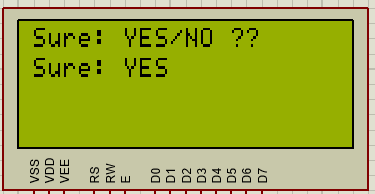 Sure: YES/NO ??
Sure: YES
VSS VDD VEE RS RW E D0 D1 D2 D3 D4 D5 D6 D7